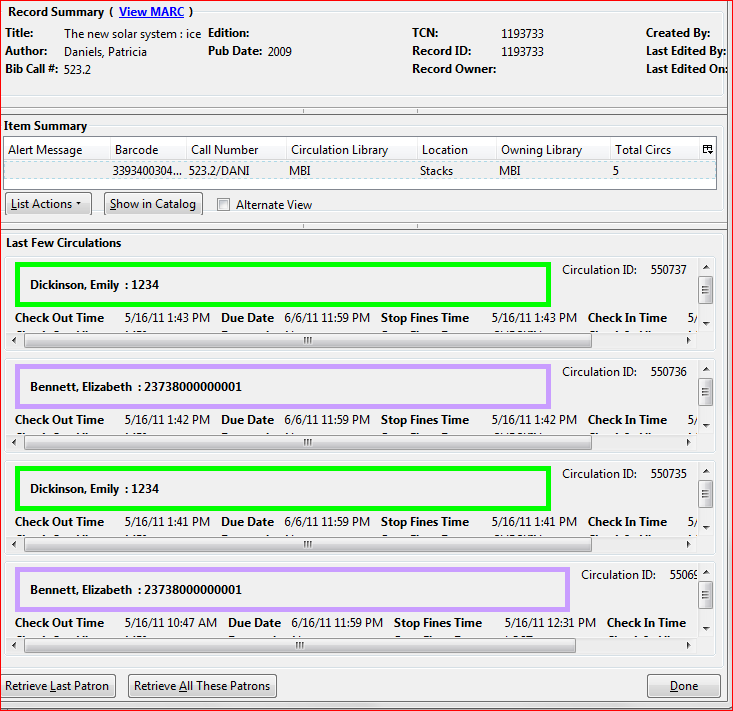 Record Summary ( View MARC )
Title: The new solar system : ice Edition: TCN: 1193733 Created By:
Author: Daniels, Patricia Pub Date: 2009 Record ID: 1193733 Last Edited By:
Bib Call #: 523.2 Record Owner: Last Edited On:
Item Summary
Alert Message Barcode Call Number Circulation Library Location Owning Library Total Circs
3393400304... 523.2/DANI MBI Stacks MBI 5
List Actions Show in Catalog Alternate View
Last Few Circulations
Dickinson, Emily : 1234 Circulation ID: 550737
Check Out Time 5/16/11 1:43 PM Due Date 6/6/11 11:59 PM Stop Fines Time 5/16/11 1:43 PM Check In Time 5/
Bennett, Elizabeth : 23738000000001 Circulation ID: 550736
Check Out Time 5/16/11 1:42 PM Due Date 6/6/11 11:59 PM Stop Fines Time 5/16/11 1:42 PM Check In Time 5/
Dickinson, Emily : 1234 Circulation ID: 550735
Check Out Time 5/16/11 1:41 PM Due Date 6/6/11 11:59 PM Stop Fines Time 5/16/11 1:41 PM Check In Time 5/
Bennett, Elizabeth : 23738000000001 Circulation ID: 55069
Check Out Time 5/16/11 10:47 AM Due Date 6/16/11 11:59 PM Stop Fines Time 5/16/11 12:31 PM Check In Time
Retrieve Last Patron Retrieve All These Patrons Done